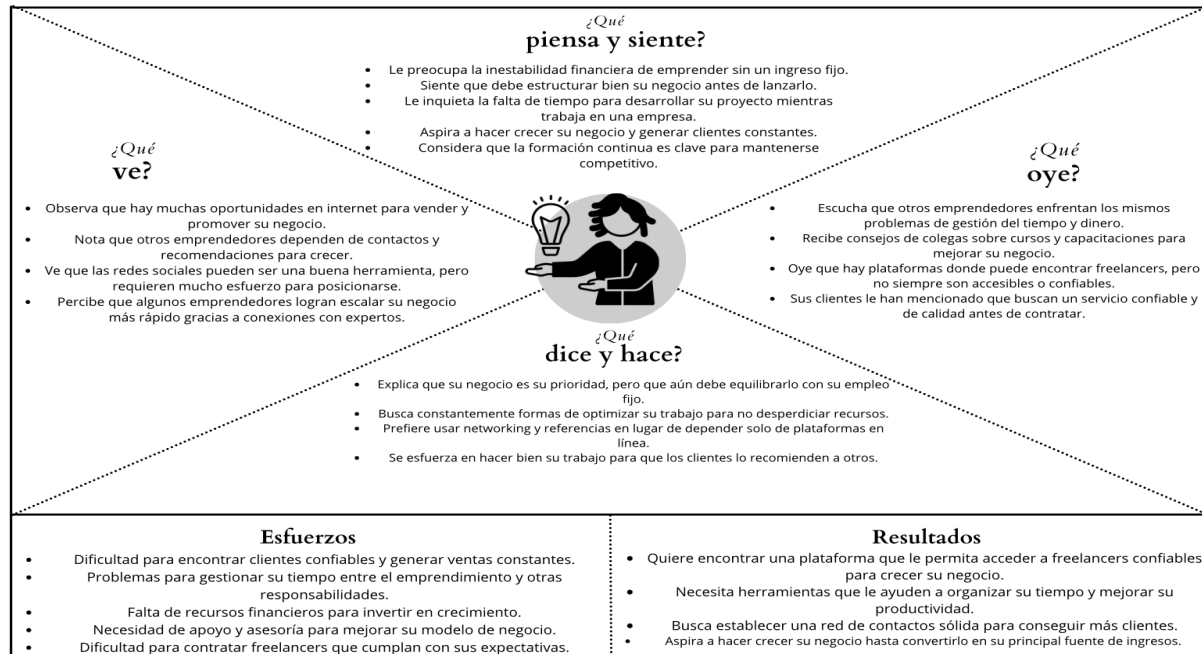 ¿Qué
piensa y siente?
• Le preocupa la inestabilidad financiera de emprender sin un ingreso fijo.
• Siente que debe estructurar bien su negocio antes de lanzarlo.
• Le inquieta la falta de tiempo para desarrollar su proyecto mientras
trabaja en una empresa.
• Aspira a hacer crecer su negocio y generar clientes constantes.
• Considera que la formación continua es clave para mantenerse
competitivo.
¿Qué
ve?
• Observa que hay muchas oportunidades en internet para vender y
promover su negocio.
• Nota que otros emprendedores dependen de contactos y
recomendaciones para crecer.
• Ve que las redes sociales pueden ser una buena herramienta, pero
requieren mucho esfuerzo para posicionarse.
• Percibe que algunos emprendedores logran escalar su negocio
más rápido gracias a conexiones con expertos.
¿Qué
oye?
• Escucha que otros emprendedores enfrentan los mismos
problemas de gestión del tiempo y dinero.
• Recibe consejos de colegas sobre cursos y capacitaciones para
mejorar su negocio.
• Oye que hay plataformas donde puede encontrar freelancers, pero
no siempre son accesibles o confiables.
• Sus clientes le han mencionado que buscan un servicio confiable y
de calidad antes de contratar.
¿Qué
dice y hace?
• Explica que su negocio es su prioridad, pero que aún debe equilibrarlo con su empleo
fijo.
• Busca constantemente formas de optimizar su trabajo para no desperdiciar recursos.
• Prefiere usar networking y referencias en lugar de depender solo de plataformas en
línea.
• Se esfuerza en hacer bien su trabajo para que los clientes lo recomienden a otros.
Esfuerzos
• Dificultad para encontrar clientes confiables y generar ventas constantes.
• Problemas para gestionar su tiempo entre el emprendimiento y otras
responsabilidades.
• Falta de recursos financieros para invertir en crecimiento.
• Necesidad de apoyo y asesoría para mejorar su modelo de negocio.
• Dificultad para contratar freelancers que cumplan con sus expectativas.
Resultados
• Quiere encontrar una plataforma que le permita acceder a freelancers confiables
para crecer su negocio.
• Necesita herramientas que le ayuden a organizar su tiempo y mejorar su
productividad.
• Busca establecer una red de contactos sólida para conseguir más clientes.
• Aspira a hacer crecer su negocio hasta convertirlo en su principal fuente de ingresos.